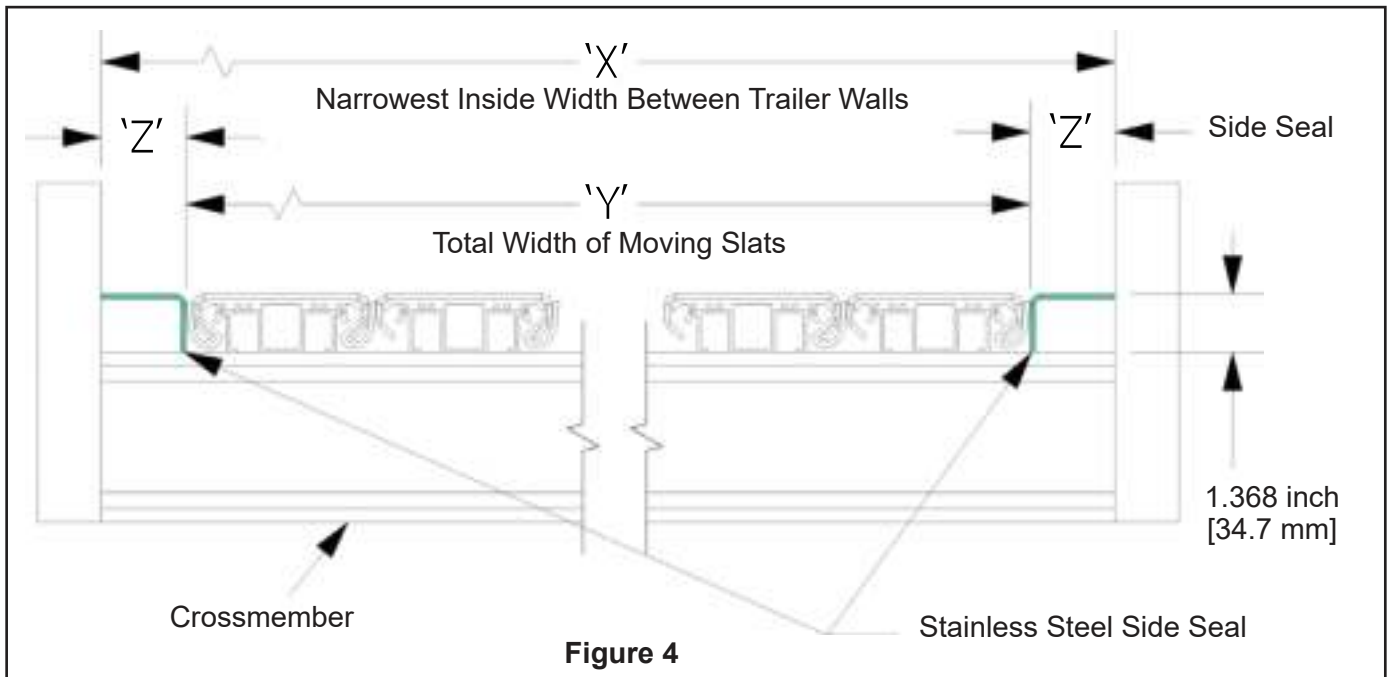 ‘X’
Narrowest Inside Width Between Trailer Walls
‘Z’
‘Z’
Side Seal
‘Y’
Total Width of Moving Slats
1.368 inch
[34.7 mm]
Crossmember
Stainless Steel Side Seal
Figure 4